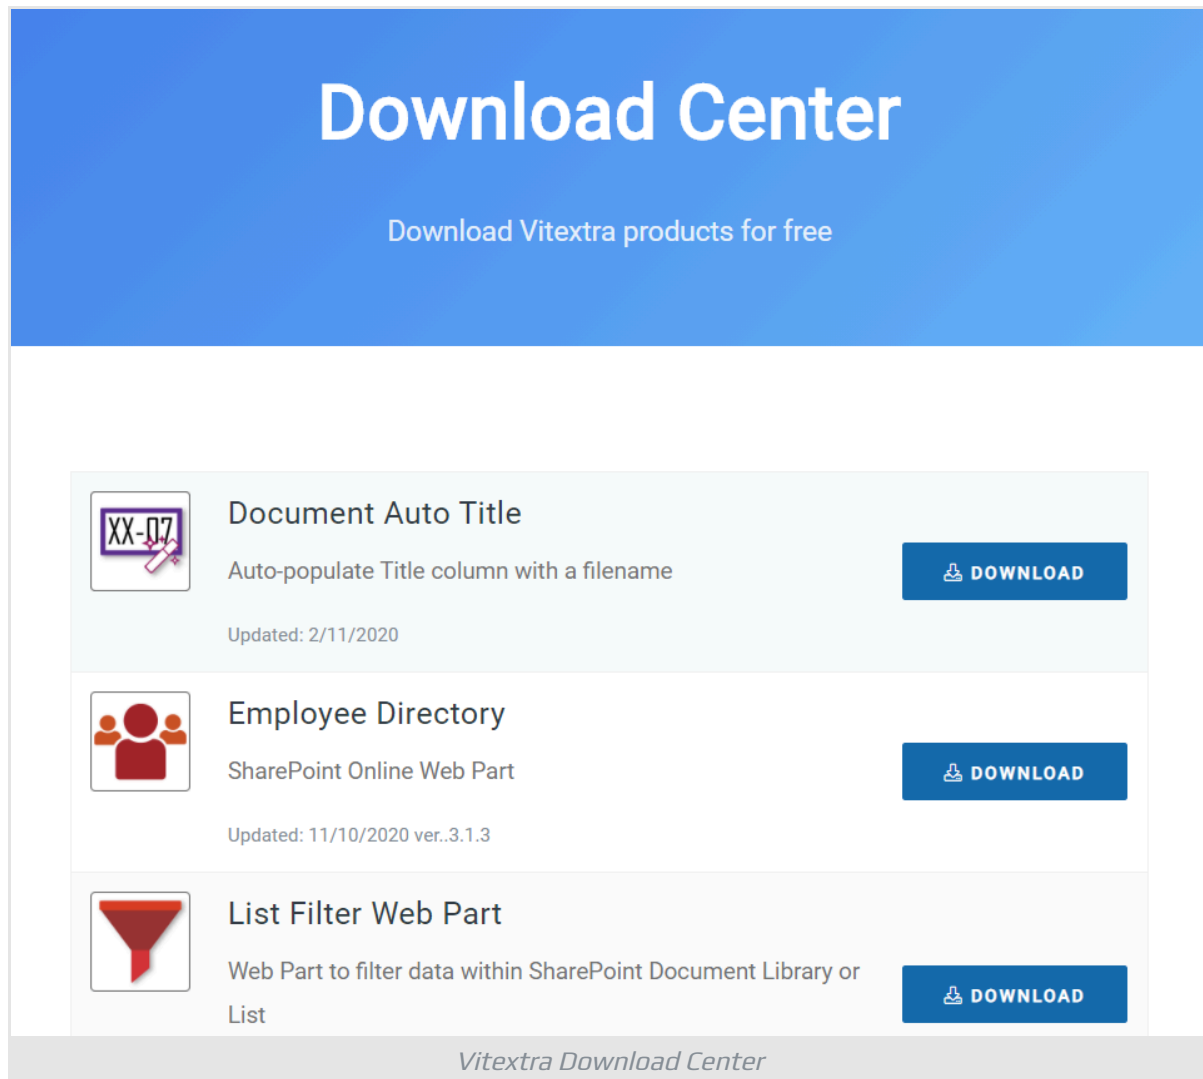 Download Center
Download Vitextra products for free
XX-07
Document Auto Title
Auto-populate Title column with a filename
Updated: 2/11/2020
DOWNLOAD
Employee Directory
SharePoint Online Web Part
Updated: 11/10/2020 ver..3.1.3
DOWNLOAD
List Filter Web Part
Web Part to filter data within SharePoint Document Library or
List
DOWNLOAD
Vitextra Download Center